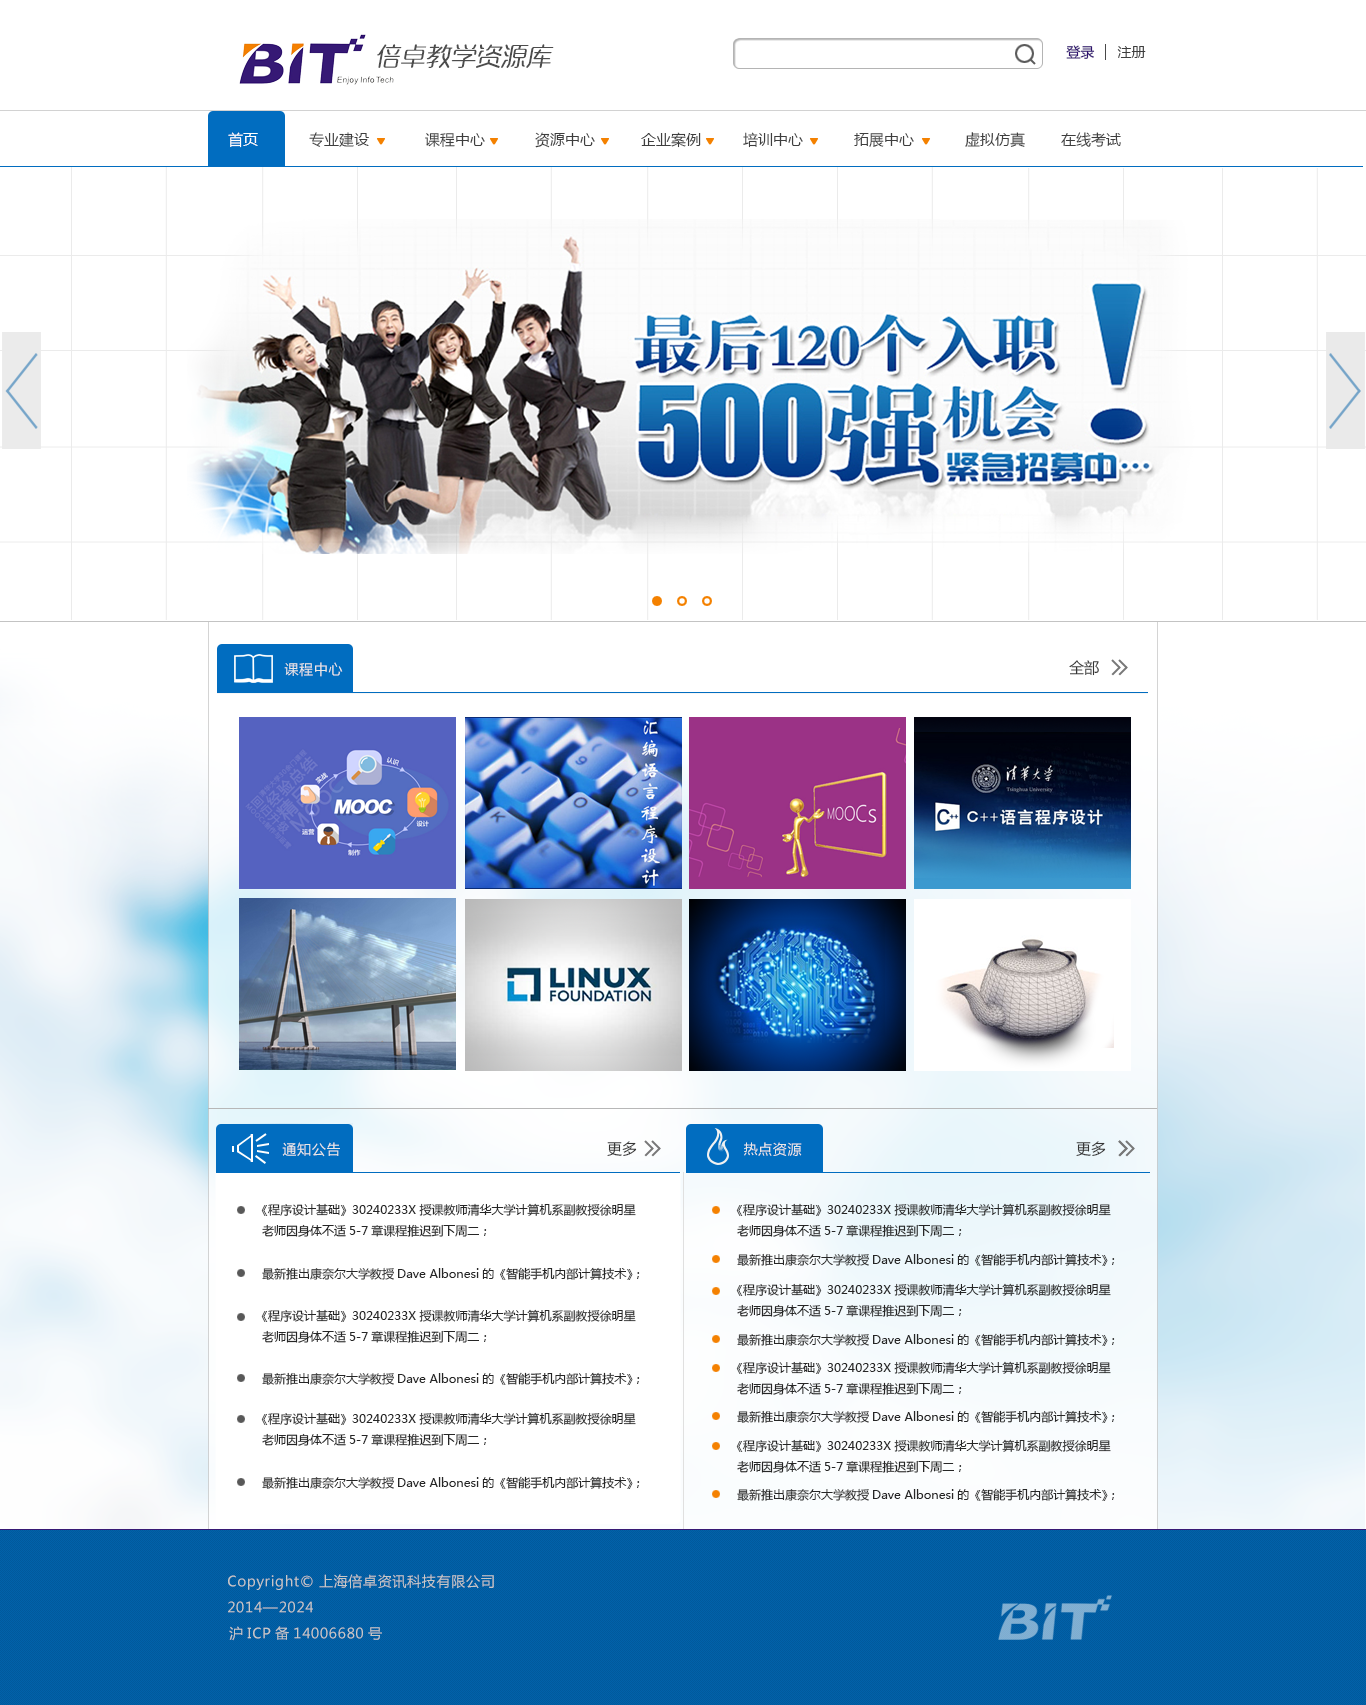 BIT 倍卓教学资源库
Enjoy Info Tech
登录 | 注册
首页 专业建设 课程中心 资源中心 企业案例 培训中心 拓展中心 虚拟仿真 在线考试
最后120个入职
500强机会
紧急招募中…
!
课程中心 全部
MOOC
实战
认识
设计
制作
运营
汇编语言程序设计
MOOCs
清华大学
Tsinghua University
C++ C++语言程序设计
LINUX
FOUNDATION
通知公告 更多
《程序设计基础》30240233X 授课教师清华大学计算机系副教授徐明星
老师因身体不适 5-7 章课程推迟到下周二；
最新推出康奈尔大学教授 Dave Albonesi 的《智能手机内部计算技术》;
《程序设计基础》30240233X 授课教师清华大学计算机系副教授徐明星
老师因身体不适 5-7 章课程推迟到下周二；
最新推出康奈尔大学教授 Dave Albonesi 的《智能手机内部计算技术》;
《程序设计基础》30240233X 授课教师清华大学计算机系副教授徐明星
老师因身体不适 5-7 章课程推迟到下周二；
最新推出康奈尔大学教授 Dave Albonesi 的《智能手机内部计算技术》;
热点资源 更多
《程序设计基础》30240233X 授课教师清华大学计算机系副教授徐明星
老师因身体不适 5-7 章课程推迟到下周二；
最新推出康奈尔大学教授 Dave Albonesi 的《智能手机内部计算技术》;
《程序设计基础》30240233X 授课教师清华大学计算机系副教授徐明星
老师因身体不适 5-7 章课程推迟到下周二；
最新推出康奈尔大学教授 Dave Albonesi 的《智能手机内部计算技术》;
《程序设计基础》30240233X 授课教师清华大学计算机系副教授徐明星
老师因身体不适 5-7 章课程推迟到下周二；
最新推出康奈尔大学教授 Dave Albonesi 的《智能手机内部计算技术》;
《程序设计基础》30240233X 授课教师清华大学计算机系副教授徐明星
老师因身体不适 5-7 章课程推迟到下周二；
最新推出康奈尔大学教授 Dave Albonesi 的《智能手机内部计算技术》;
Copyright© 上海倍卓资讯科技有限公司
2014—2024
沪 ICP 备 14006680 号
BIT